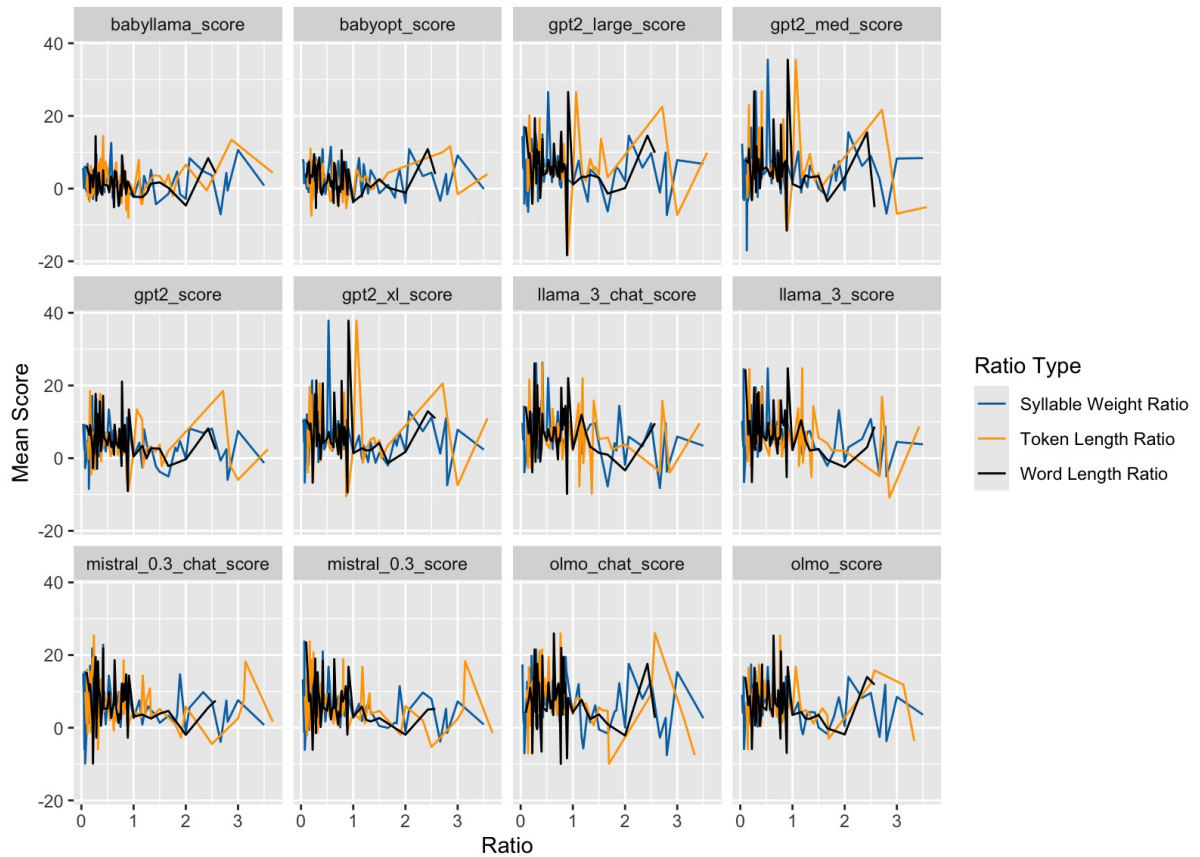 babyllama_score babyopt_score gpt2_large_score gpt2_med_score
40
20
0
-20
gpt2_score gpt2_xl_score llama_3_chat_score llama_3_score
40
20
0
-20
mistral_0.3_chat_score mistral_0.3_score olmo_chat_score olmo_score
40
20
0
-20
0 1 2 3 0 1 2 3 0 1 2 3 0 1 2 3
Ratio
Mean Score
Ratio Type
Syllable Weight Ratio
Token Length Ratio
Word Length Ratio